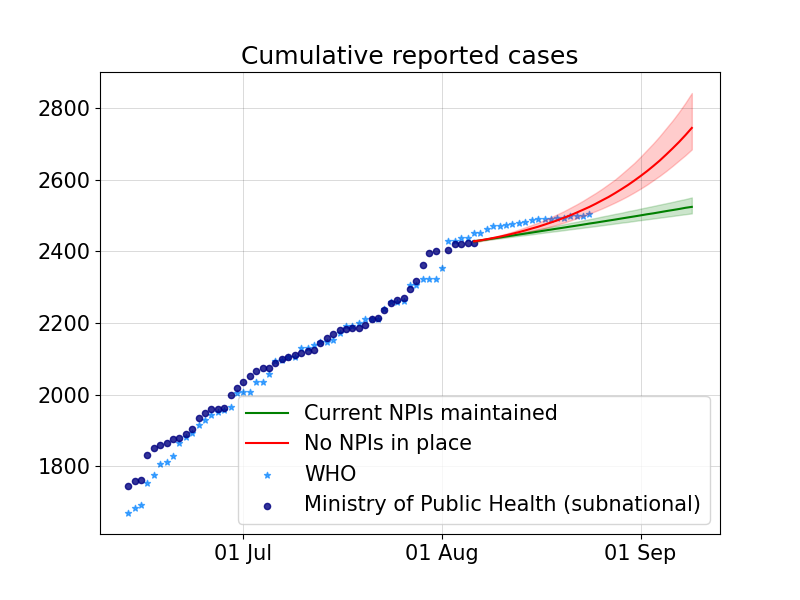 Cumulative reported cases
2800
2600
2400
2200
2000
1800
Current NPIs maintained
No NPIs in place
WHO
Ministry of Public Health (subnational)
01 Jul
01 Aug
01 Sep